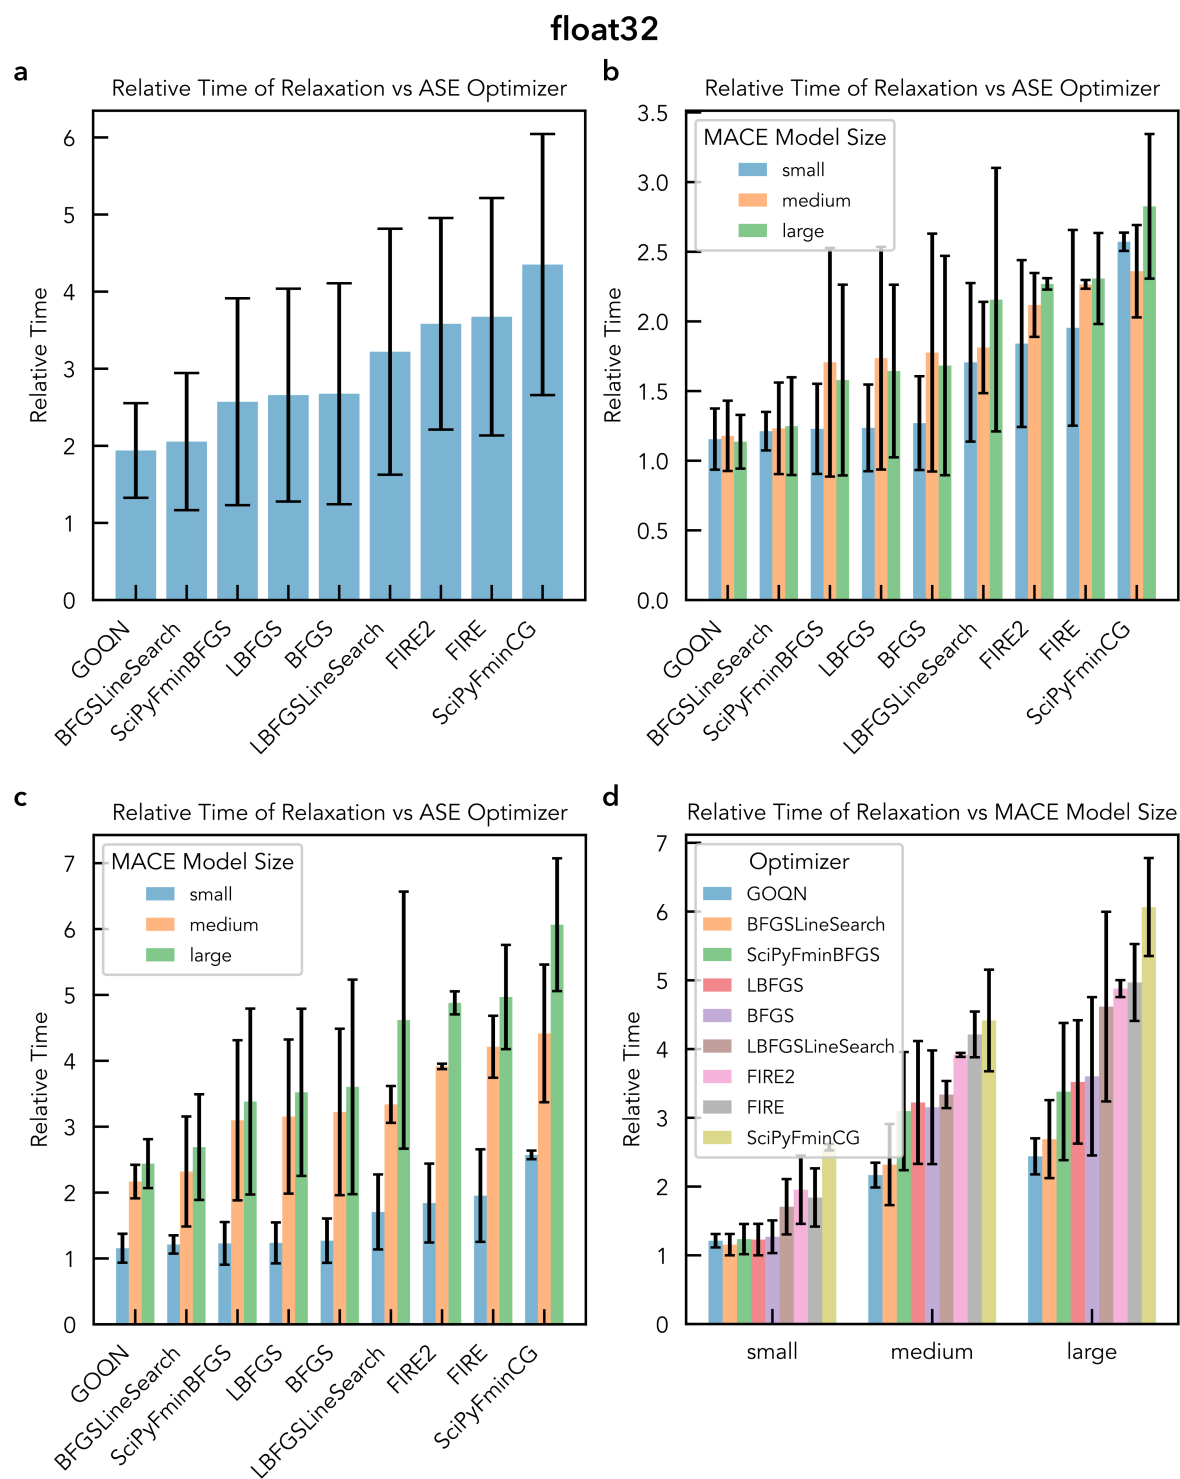 float32
a
Relative Time of Relaxation vs ASE Optimizer
Relative Time
6
5
4
3
2
1
0
GOQN
BFGSLineSearch
SciPyFminBFGS
LBFGS
BFGS
LBFGSLineSearch
FIRE2
FIRE
SciPyFminCG
b
Relative Time of Relaxation vs ASE Optimizer
Relative Time
3.5
3.0
2.5
2.0
1.5
1.0
0.5
0.0
MACE Model Size
small
medium
large
GOQN
BFGSLineSearch
SciPyFminBFGS
LBFGS
BFGS
LBFGSLineSearch
FIRE2
FIRE
SciPyFminCG
c
Relative Time of Relaxation vs ASE Optimizer
Relative Time
7
6
5
4
3
2
1
0
MACE Model Size
small
medium
large
GOQN
BFGSLineSearch
SciPyFminBFGS
LBFGS
BFGS
LBFGSLineSearch
FIRE2
FIRE
SciPyFminCG
d
Relative Time of Relaxation vs MACE Model Size
Relative Time
7
6
5
4
3
2
1
0
Optimizer
GOQN
BFGSLineSearch
SciPyFminBFGS
LBFGS
BFGS
LBFGSLineSearch
FIRE2
FIRE
SciPyFminCG
small
medium
large